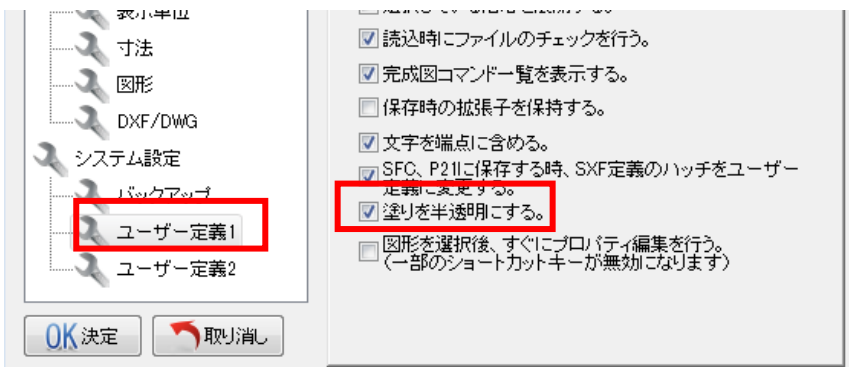 表示単位
寸法
図形
DXF/DWG
システム設定
バックアップ
ユーザー定義1
ユーザー定義2
OK 決定
取り消し
読込時にファイルのチェックを行う。
完成図コマンド一覧を表示する。
保存時の拡張子を保持する。
文字を端点に含める。
SFC、P21に保存する時、SXF定義のハッチをユーザー
定義に変更する。
塗りを半透明にする。
図形を選択後、すぐにプロパティ編集を行う。
(一部のショートカットキーが無効になります)